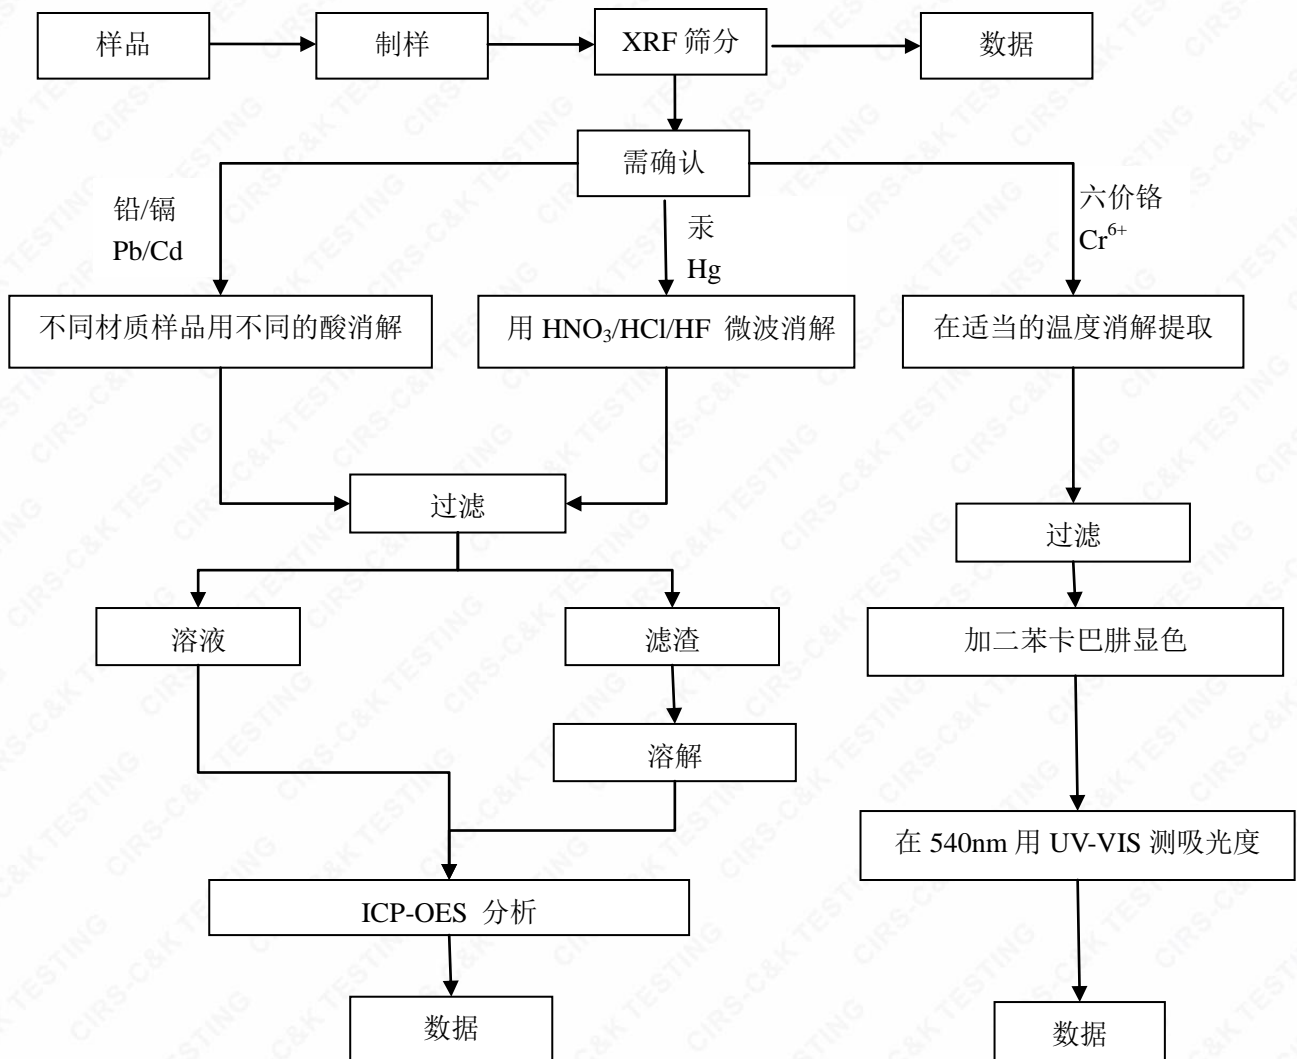 样品
制样
XRF 筛分
数据
需确认
铅/镉
Pb/Cd
汞
Hg
六价铬
Cr⁶⁺
不同材质样品用不同的酸消解
用 HNO₃/HCl/HF 微波消解
在适当的温度消解提取
过滤
过滤
溶液
滤渣
加二苯卡巴肼显色
溶解
在 540nm 用 UV-VIS 测吸光度
ICP-OES 分析
数据
数据
CIRS-C&K TESTING